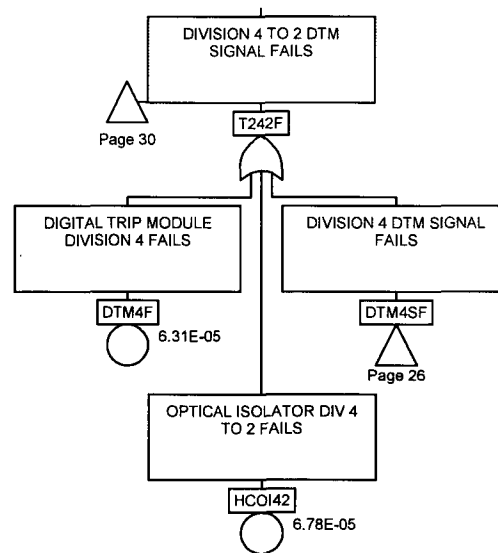 DIVISION 4 TO 2 DTM
SIGNAL FAILS
Page 30
T242F
DIGITAL TRIP MODULE
DIVISION 4 FAILS
DIVISION 4 DTM SIGNAL
FAILS
DTM4F
6.31E-05
DTM4SF
Page 26
OPTICAL ISOLATOR DIV 4
TO 2 FAILS
HCOI42
6.78E-05